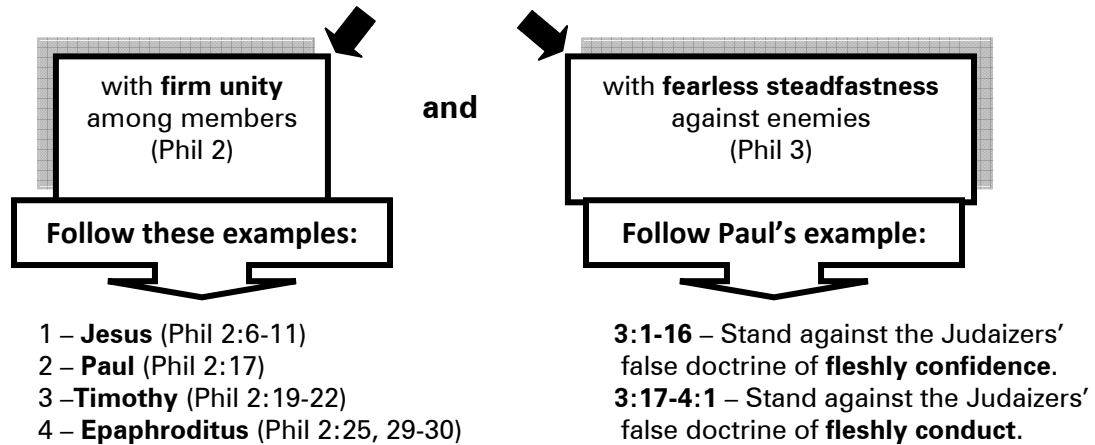 with firm unity
among members
(Phil 2)
and
with fearless steadfastness
against enemies
(Phil 3)
Follow these examples:
1 – Jesus (Phil 2:6-11)
2 – Paul (Phil 2:17)
3 –Timothy (Phil 2:19-22)
4 – Epaphroditus (Phil 2:25, 29-30)
Follow Paul's example:
3:1-16 – Stand against the Judaizers'
false doctrine of fleshly confidence.
3:17-4:1 – Stand against the Judaizers'
false doctrine of fleshly conduct.